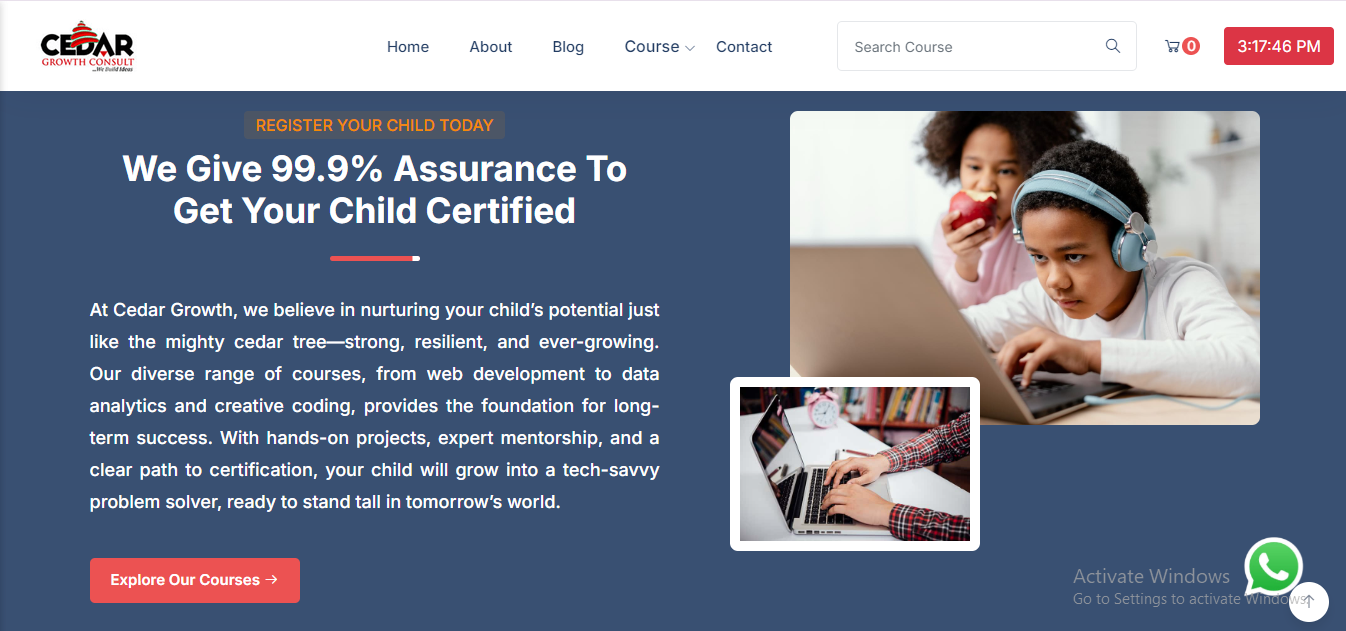 CEDAR
GROWTH CONSULT
...We Build Ideas
Home
About
Blog
Course
Contact
Search Course
0
3:17:46 PM
REGISTER YOUR CHILD TODAY
We Give 99.9% Assurance To
Get Your Child Certified
At Cedar Growth, we believe in nurturing your child’s potential just
like the mighty cedar tree—strong, resilient, and ever-growing.
Our diverse range of courses, from web development to data
analytics and creative coding, provides the foundation for long-
term success. With hands-on projects, expert mentorship, and a
clear path to certification, your child will grow into a tech-savvy
problem solver, ready to stand tall in tomorrow’s world.
Explore Our Courses →
Activate Windows
Go to Settings to activate Windows.